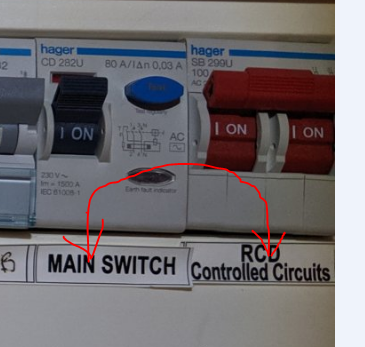 hager
CD 282U
80 A/IΔn 0,03 A
I ON
Test regularly
AC
230 V~
Im = 1500 A
IEC 61008-1
Earth fault indicator
hager
SB 299U
100
I ON
I ON
MAIN SWITCH
RCD
Controlled Circuits